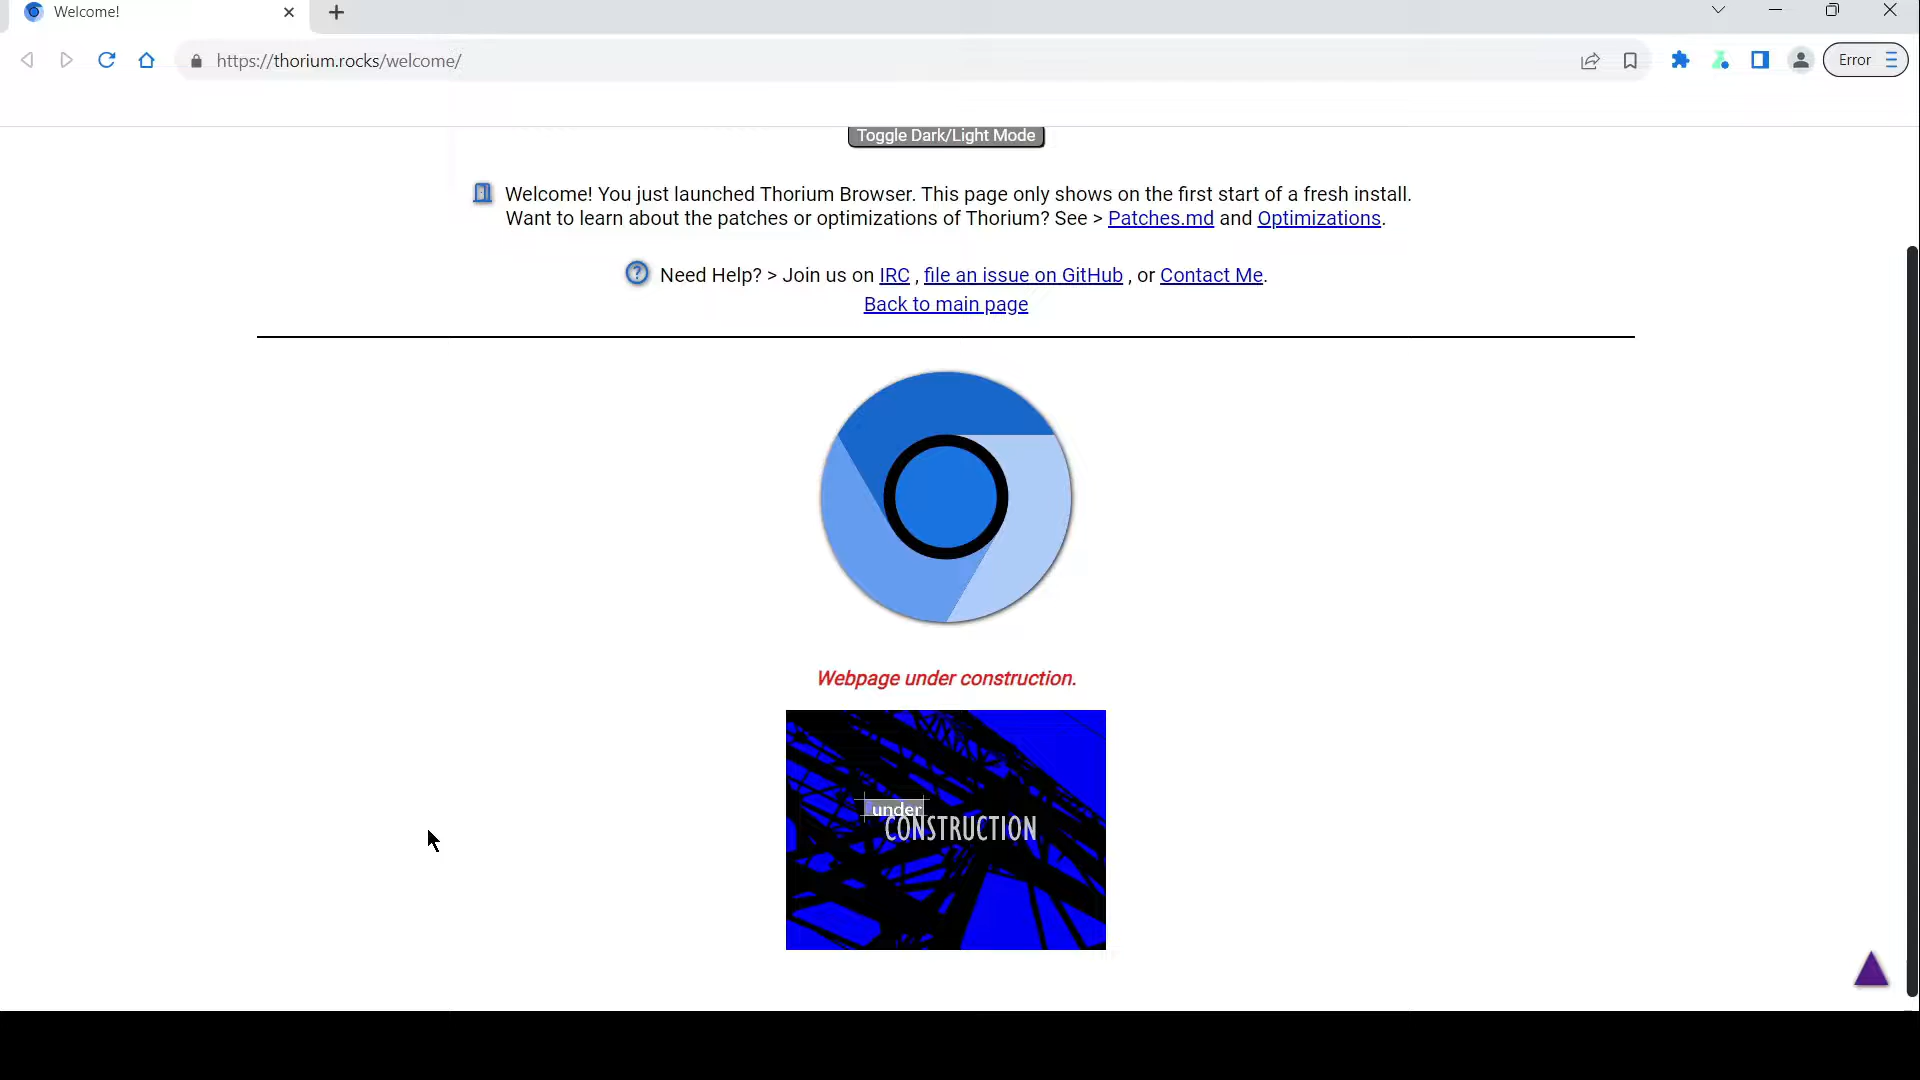 Welcome!
https://thorium.rocks/welcome/
Error
Toggle Dark/Light Mode
Welcome! You just launched Thorium Browser. This page only shows on the first start of a fresh install.
Want to learn about the patches or optimizations of Thorium? See > Patches.md and Optimizations.
Need Help? > Join us on IRC , file an issue on GitHub , or Contact Me.
Back to main page
Webpage under construction.
under
CONSTRUCTION